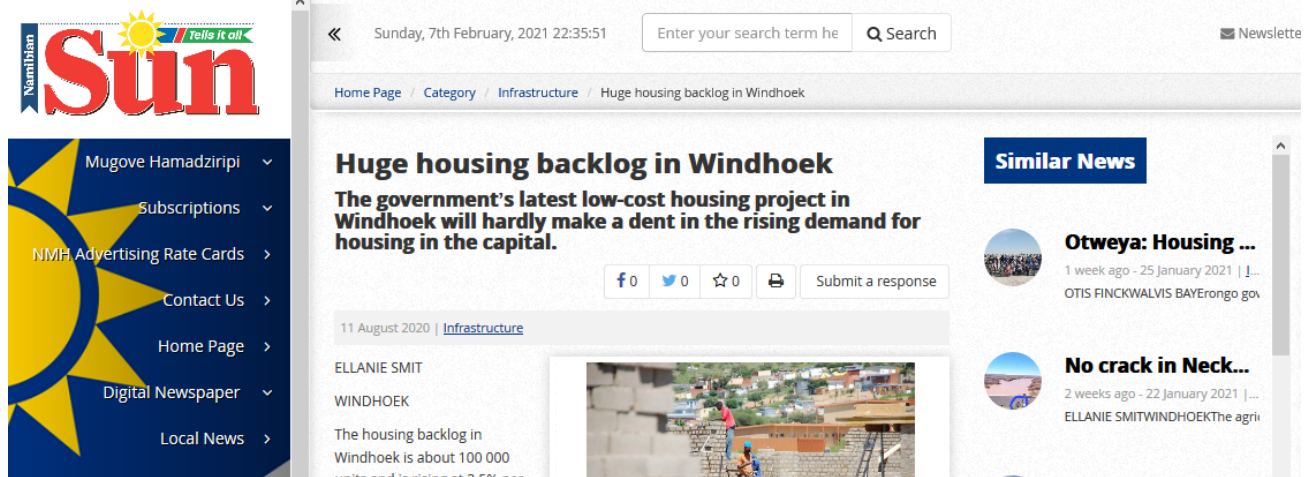 Namibian
Sun
Tells it all
Mugove Hamadziripi
Subscriptions
NMH Advertising Rate Cards
Contact Us
Home Page
Digital Newspaper
Local News
Sunday, 7th February, 2021 22:35:51
Enter your search term he
Search
Newslette
Home Page / Category / Infrastructure / Huge housing backlog in Windhoek
Huge housing backlog in Windhoek
The government's latest low-cost housing project in
Windhoek will hardly make a dent in the rising demand for
housing in the capital.
0 0 0 Submit a response
11 August 2020 | Infrastructure
ELLANIE SMIT
WINDHOEK
The housing backlog in
Windhoek is about 100 000
Similar News
Otweya: Housing ...
1 week ago - 25 January 2021 | J...
OTIS FINCKWALVIS BAYErongo gov
No crack in Neck...
2 weeks ago - 22 January 2021 |...
ELLANIE SMITWINDHOEKThe agri